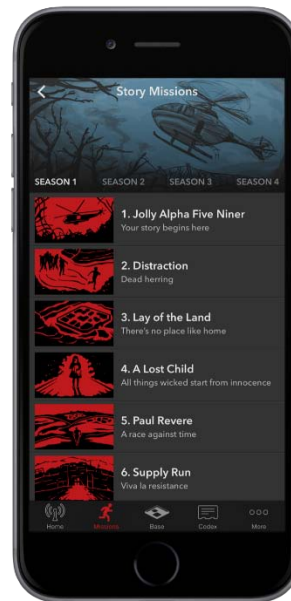 Story Missions
SEASON 1 SEASON 2 SEASON 3 SEASON 4
1. Jolly Alpha Five Niner
Your story begins here
2. Distraction
Dead herring
3. Lay of the Land
There's no place like home
4. A Lost Child
All things wicked start from innocence
5. Paul Revere
A race against time
6. Supply Run
Viva la resistance
Home Missions Base Codex More